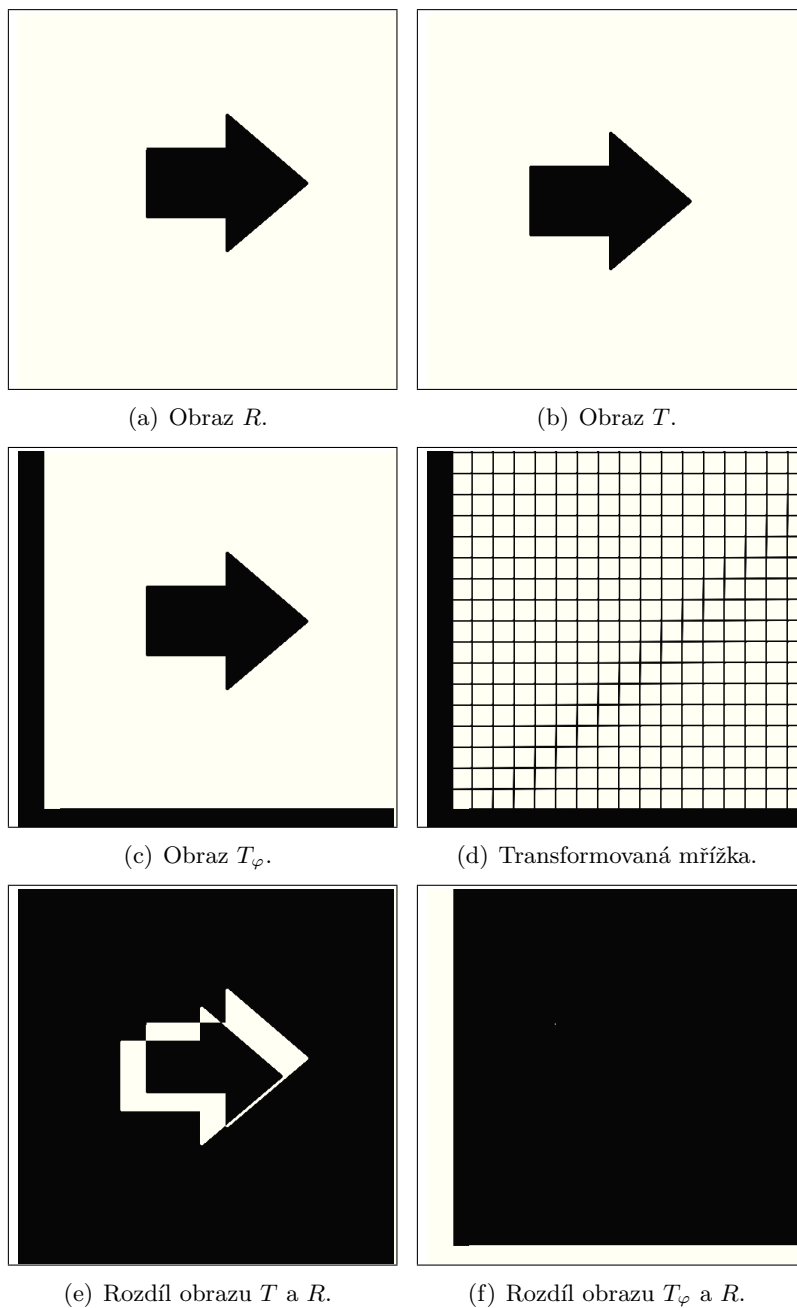 (a) Obraz R.
(b) Obraz T.
(c) Obraz Tφ.
(d) Transformovaná mřížka.
(e) Rozdíl obrazu T a R.
(f) Rozdíl obrazu Tφ a R.